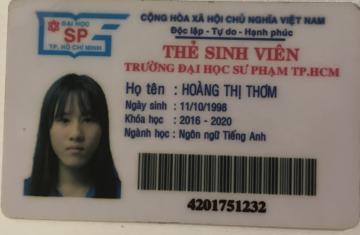 ĐẠI HỌC
SP
TP. HỒ CHÍ MINH
CỘNG HÒA XÃ HỘI CHỦ NGHĨA VIỆT NAM
Độc lập - Tự do - Hạnh phúc
THẺ SINH VIÊN
TRƯỜNG ĐẠI HỌC SƯ PHẠM TP.HCM
Họ tên : HOÀNG THỊ THƠM
Ngày sinh : 11/10/1998
Khóa học : 2016 - 2020
Ngành học : Ngôn ngữ Tiếng Anh
4201751232